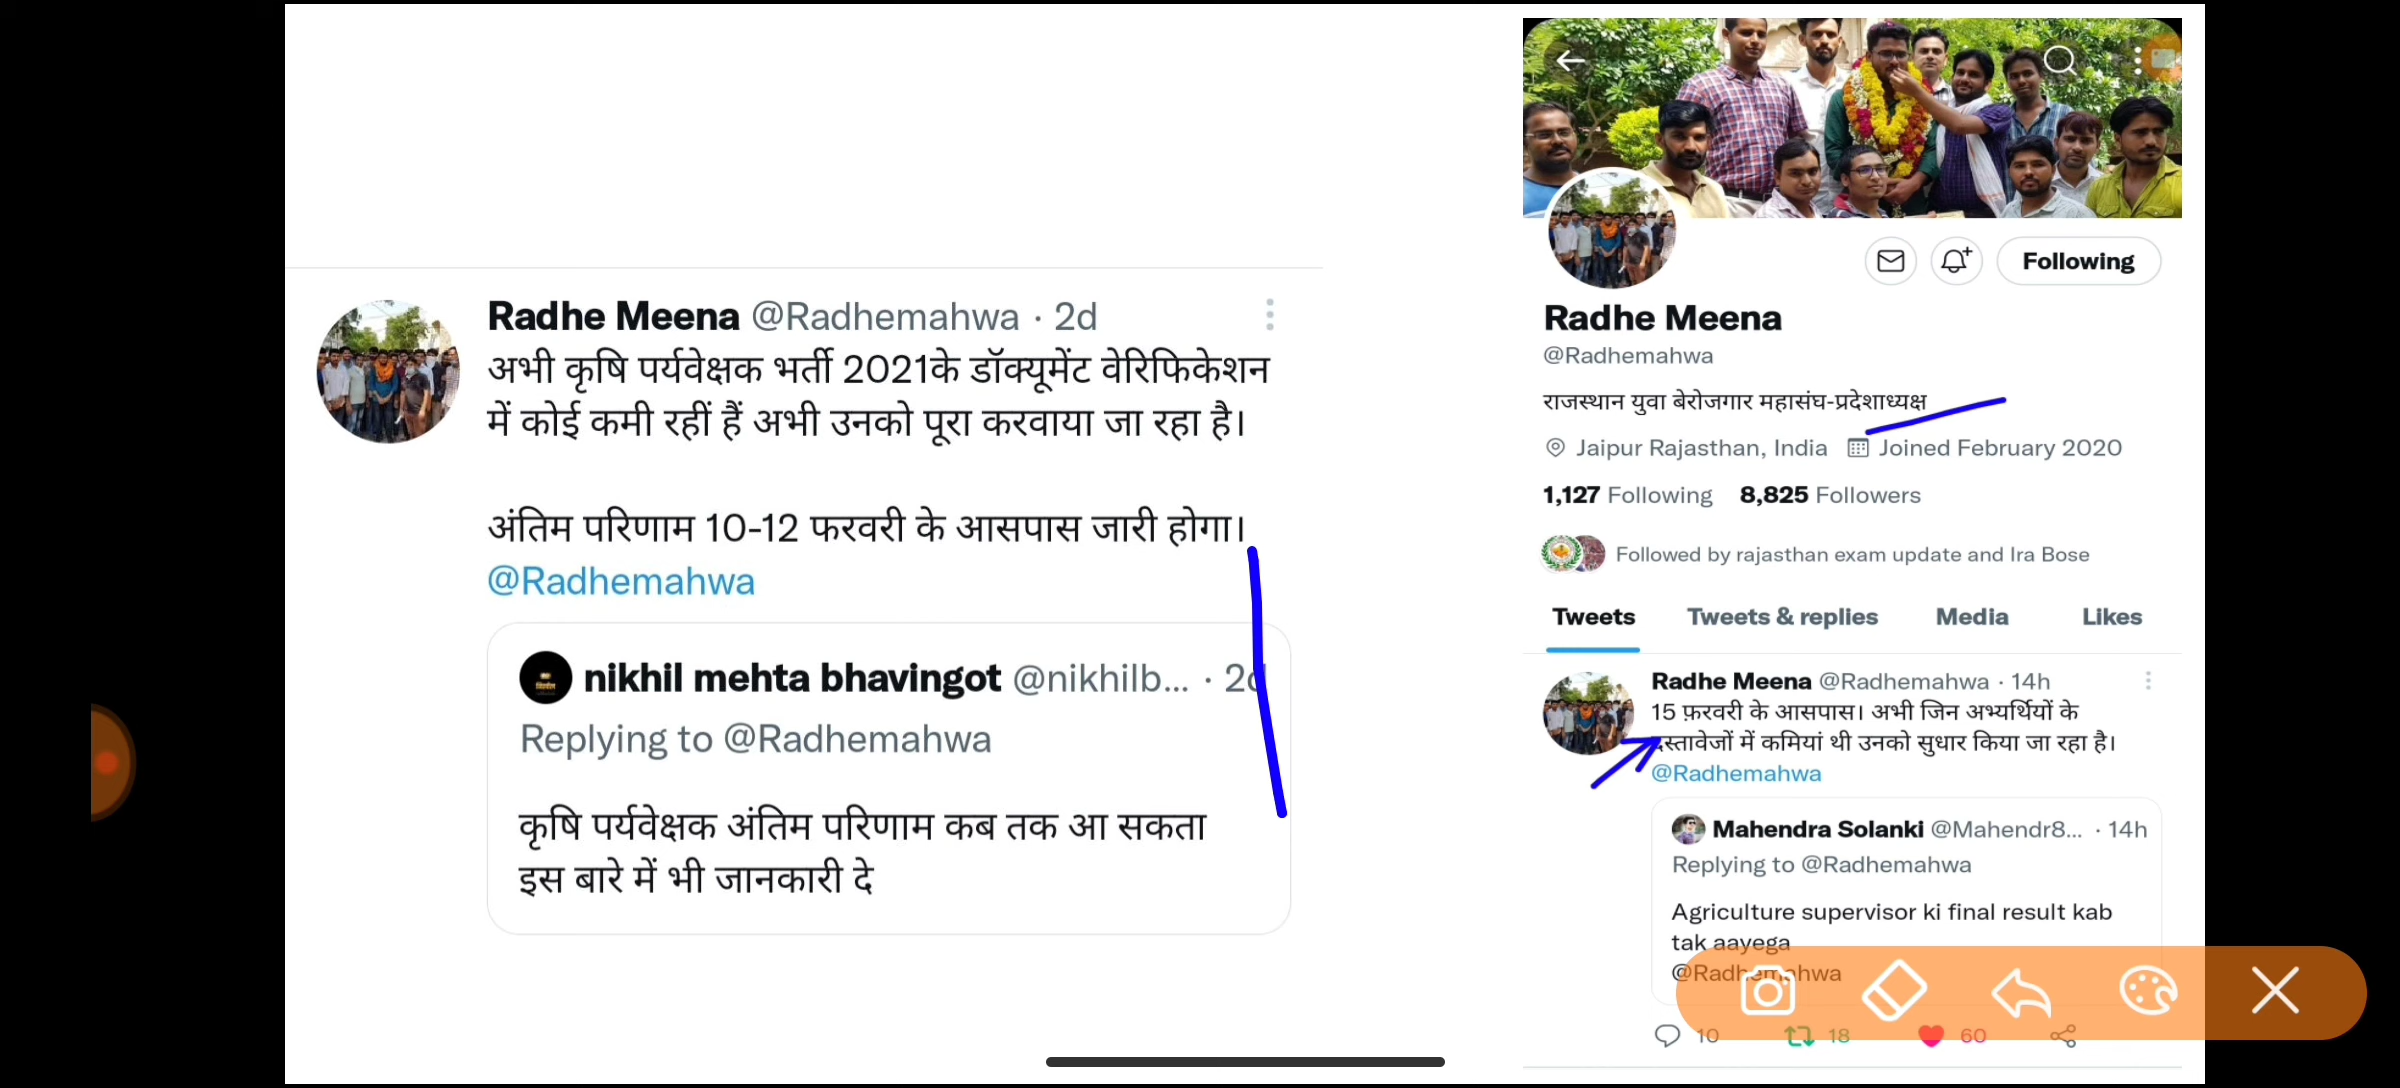 Radhe Meena @Radhemahwa · 2d
अभी कृषि पर्यवेक्षक भर्ती 2021के डॉक्यूमेंट वेरिफिकेशन
में कोई कमी रहीं हैं अभी उनको पूरा करवाया जा रहा है।
अंतिम परिणाम 10-12 फरवरी के आसपास जारी होगा।
@Radhemahwa
nikhil mehta bhavingot @nikhilb... · 2d
Replying to @Radhemahwa
कृषि पर्यवेक्षक अंतिम परिणाम कब तक आ सकता
इस बारे में भी जानकारी दे
Following
Radhe Meena
@Radhemahwa
राजस्थान युवा बेरोजगार महासंघ-प्रदेशाध्यक्ष
Jaipur Rajasthan, India Joined February 2020
1,127 Following 8,825 Followers
Followed by rajasthan exam update and Ira Bose
Tweets Tweets & replies Media Likes
Radhe Meena @Radhemahwa · 14h
15 फ़रवरी के आसपास। अभी जिन अभ्यर्थियों के
दस्तावेजों में कमियां थी उनको सुधार किया जा रहा है।
@Radhemahwa
Mahendra Solanki @Mahendr8... · 14h
Replying to @Radhemahwa
Agriculture supervisor ki final result kab
tak aayega
@Radhemahwa
10 18 60